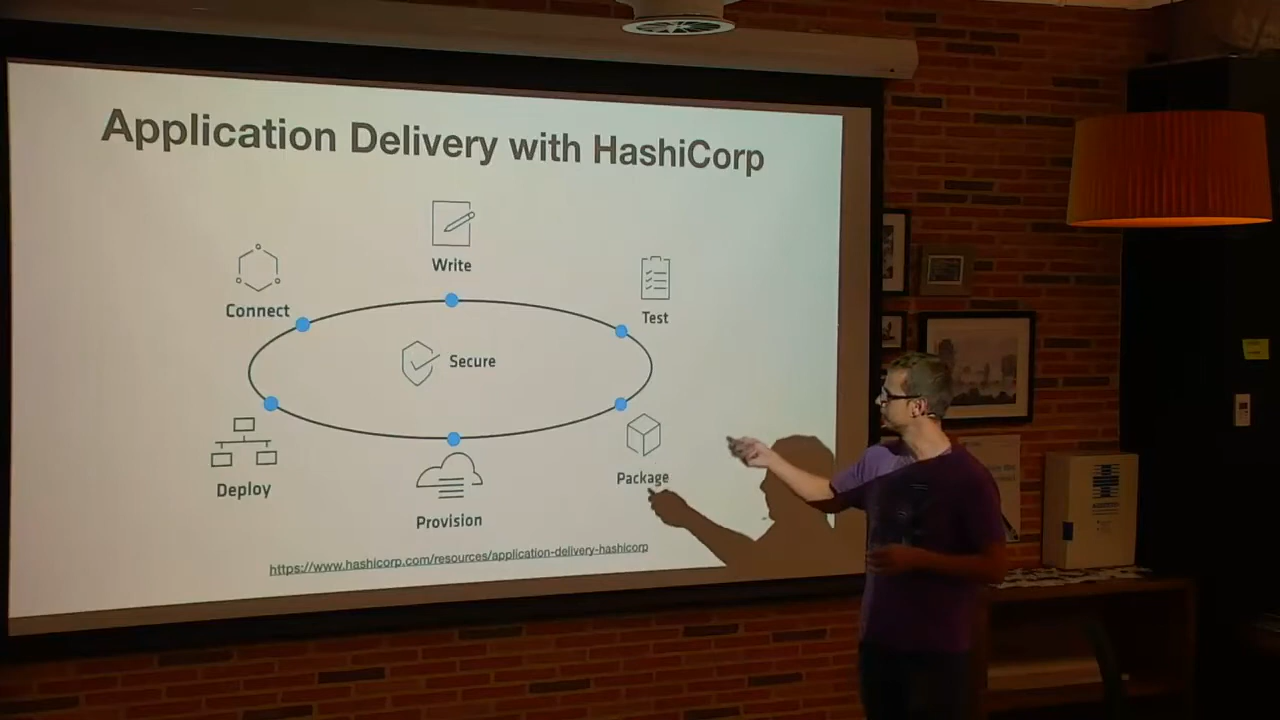 Application Delivery with HashiCorp
Write
Connect
Test
Secure
Package
Deploy
Provision
https://www.hashicorp.com/resources/application-delivery-hashicorp